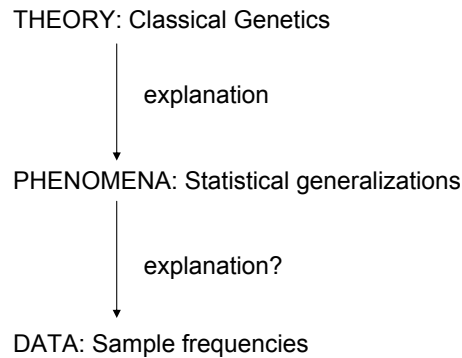 THEORY: Classical Genetics
explanation
PHENOMENA: Statistical generalizations
explanation?
DATA: Sample frequencies